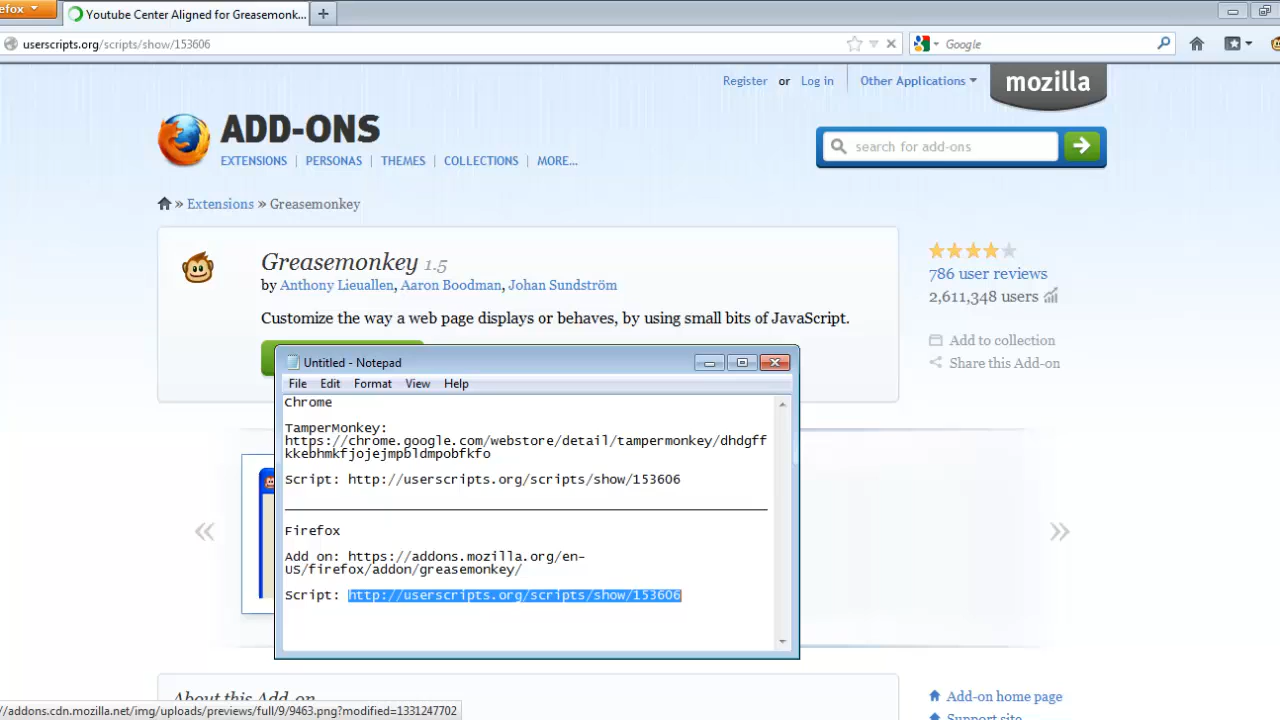 efox
Youtube Center Aligned for Greasemonk...
userscripts.org/scripts/show/153606
Google
Register or Log in Other Applications
mozilla
ADD-ONS
EXTENSIONS | PERSONAS | THEMES | COLLECTIONS | MORE...
search for add-ons
» Extensions » Greasemonkey
Greasemonkey 1.5
by Anthony Lieuallen, Aaron Boodman, Johan Sundström
Customize the way a web page displays or behaves, by using small bits of JavaScript.
786 user reviews
2,611,348 users
Add to collection
Share this Add-on
Untitled - Notepad
File Edit Format View Help
Chrome
TamperMonkey:
https://chrome.google.com/webstore/detail/tampermonkey/dhdgff
kkebhmkfjojejmpbldmpobfkfo
Script: http://userscripts.org/scripts/show/153606
Firefox
Add on: https://addons.mozilla.org/en-
US/firefox/addon/greasemonkey/
Script: http://userscripts.org/scripts/show/153606
About this Add-on
Add-on home page
Support site
//addons.cdn.mozilla.net/img/uploads/previews/full/9/9463.png?modified=1331247702